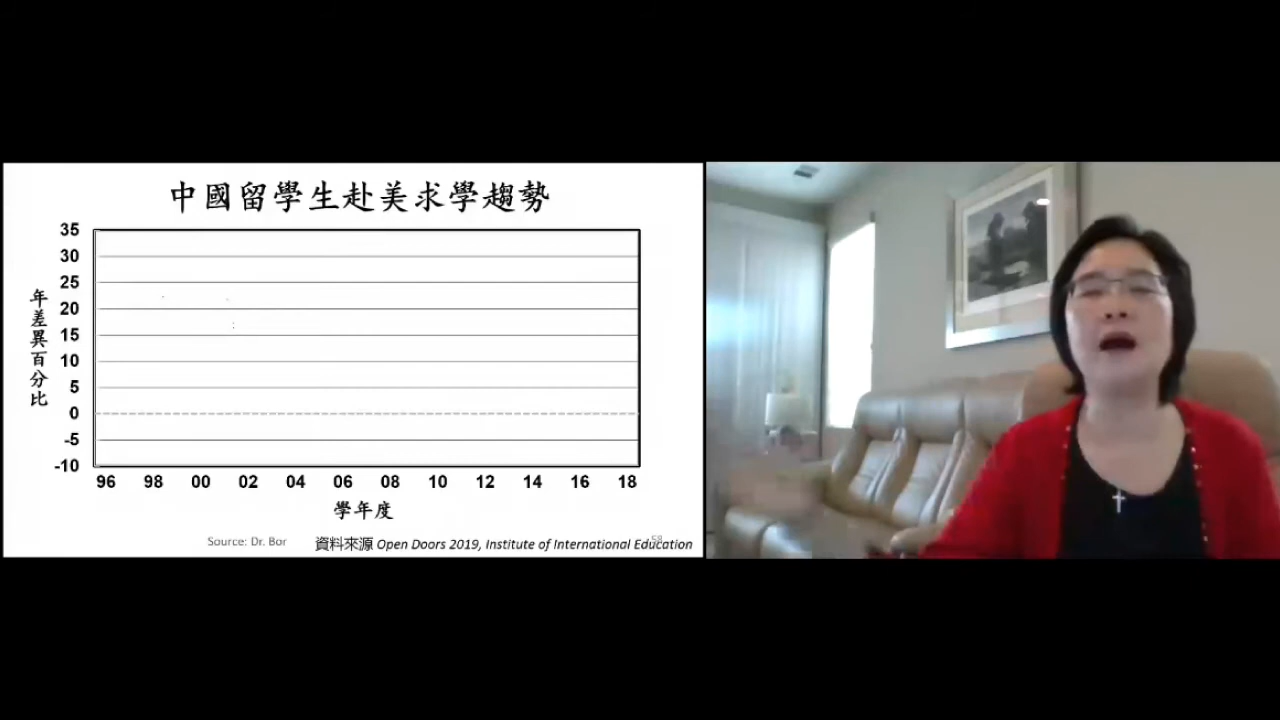 中國留學生赴美求學趨勢
35
30
25
20
15
10
5
0
-5
-10
年差異百分比
96 98 00 02 04 06 08 10 12 14 16 18
學年度
Source: Dr. Bor
資料來源 Open Doors 2019, Institute of International Education
58